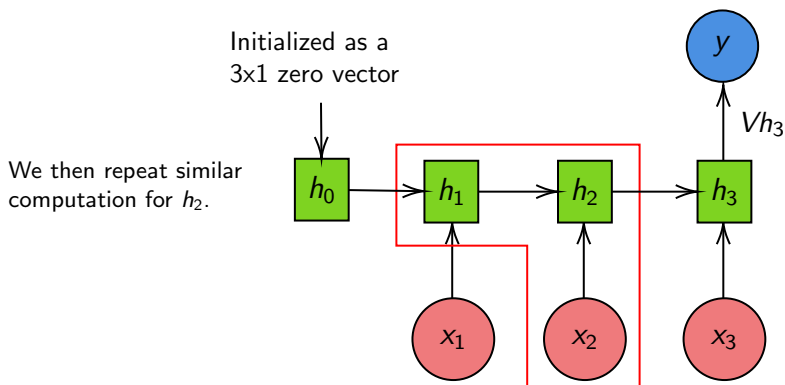 Initialized as a
3x1 zero vector
y
Vh₃
We then repeat similar
computation for h₂.
h₀
h₁
h₂
h₃
x₁
x₂
x₃